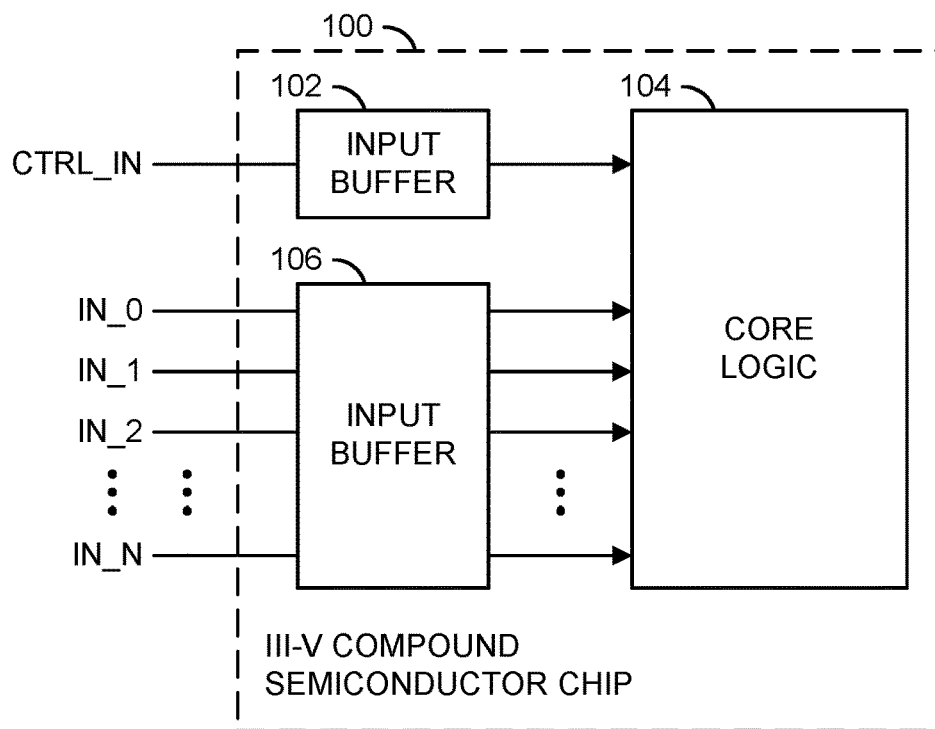 100
102
104
CTRL_IN
INPUT
BUFFER
106
IN_0
IN_1
IN_2
IN_N
INPUT
BUFFER
CORE
LOGIC
III-V COMPOUND
SEMICONDUCTOR CHIP